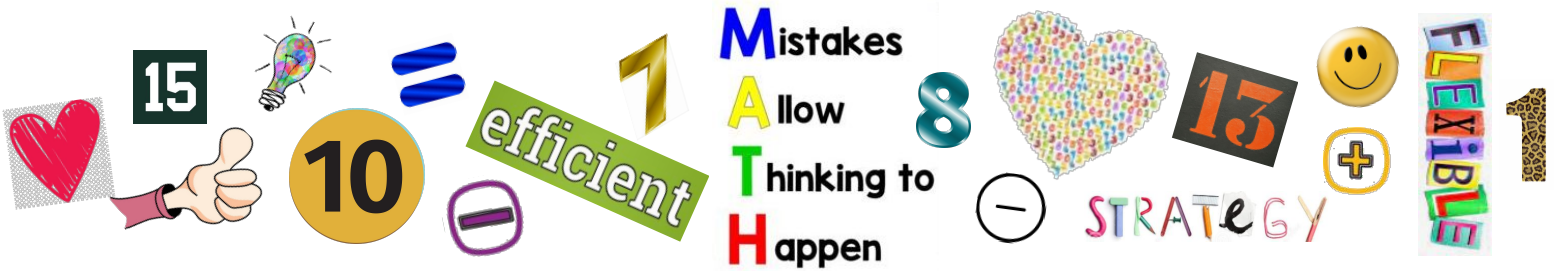 15
=
10
-
efficient
7
Mistakes
Allow
Thinking to
Happen
8
-
13
STRATeGY
+
FLEXiBLE
1